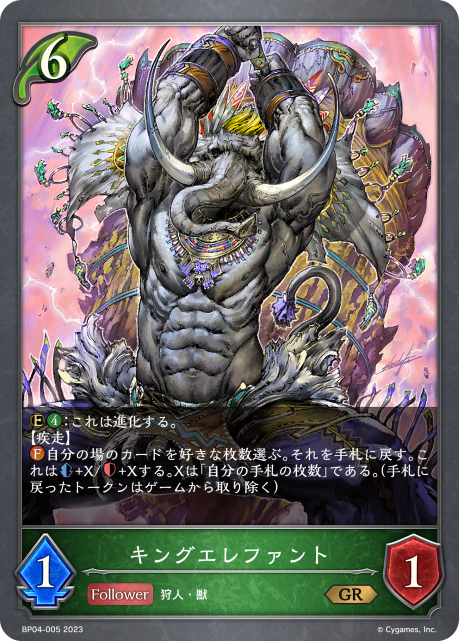 6
E 4：これは進化する。
【疾走】
F 自分の場のカードを好きな枚数選ぶ。それを手札に戻す。こ
れは+X/+Xする。Xは「自分の手札の枚数」である。（手札に
戻ったトークンはゲームから取り除く）
キングエレファント
1
Follower 狩人・獣 GR
1
BP04-005 2023 © Cygames, Inc.